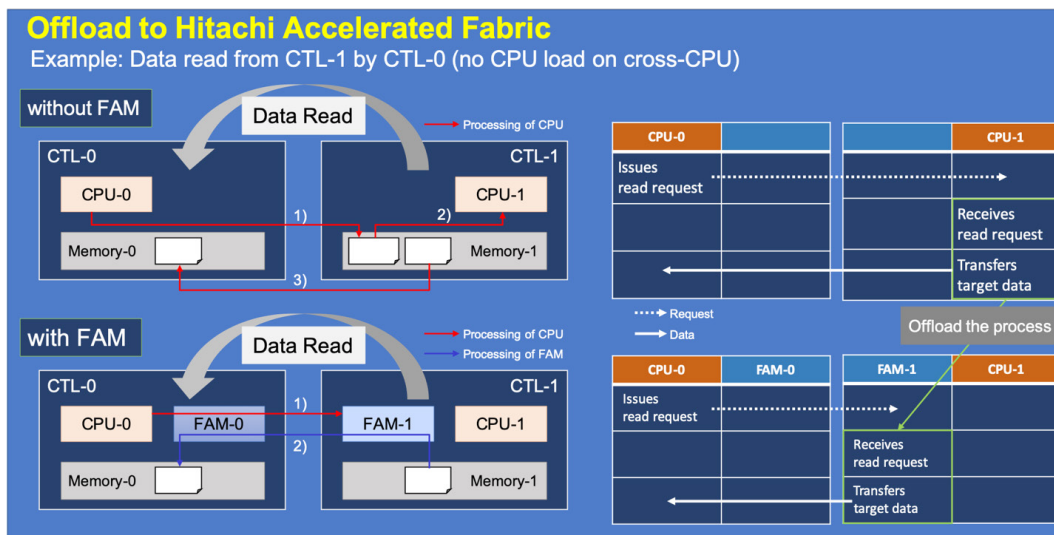 Offload to Hitachi Accelerated Fabric
Example: Data read from CTL-1 by CTL-0 (no CPU load on cross-CPU)
without FAM
Data Read
Processing of CPU
CTL-0
CTL-1
CPU-0
CPU-1
1)
2)
Memory-0
Memory-1
3)
CPU-0
CPU-1
Issues
read request
Receives
read request
Transfers
target data
Request
Data
Offload the process
with FAM
Data Read
Processing of CPU
Processing of FAM
CTL-0
CTL-1
1)
CPU-0
FAM-0
FAM-1
CPU-1
2)
Memory-0
Memory-1
CPU-0
FAM-0
FAM-1
CPU-1
Issues
read request
Receives
read request
Transfers
target data